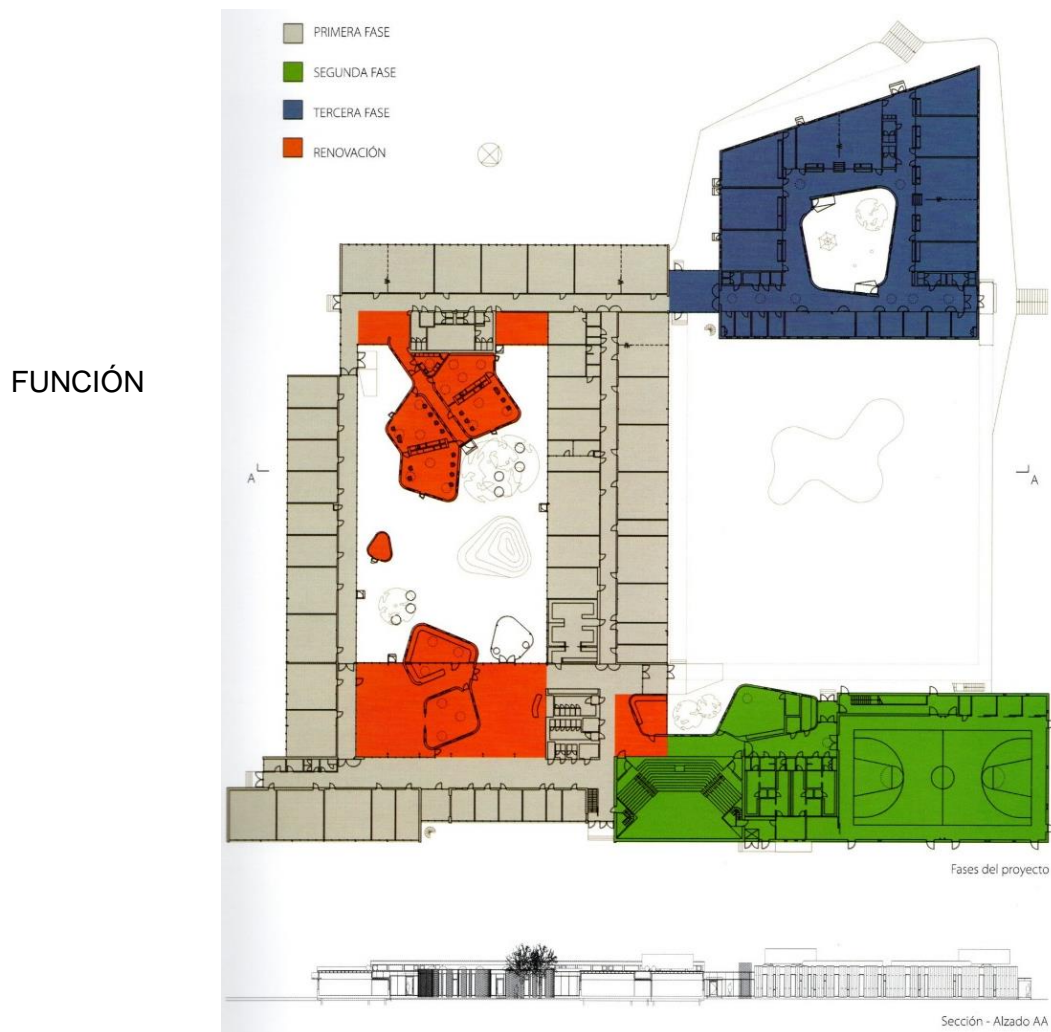 PRIMERA FASE
SEGUNDA FASE
TERCERA FASE
RENOVACIÓN
FUNCIÓN
A
A
Fases del proyecto
Sección - Alzado AA